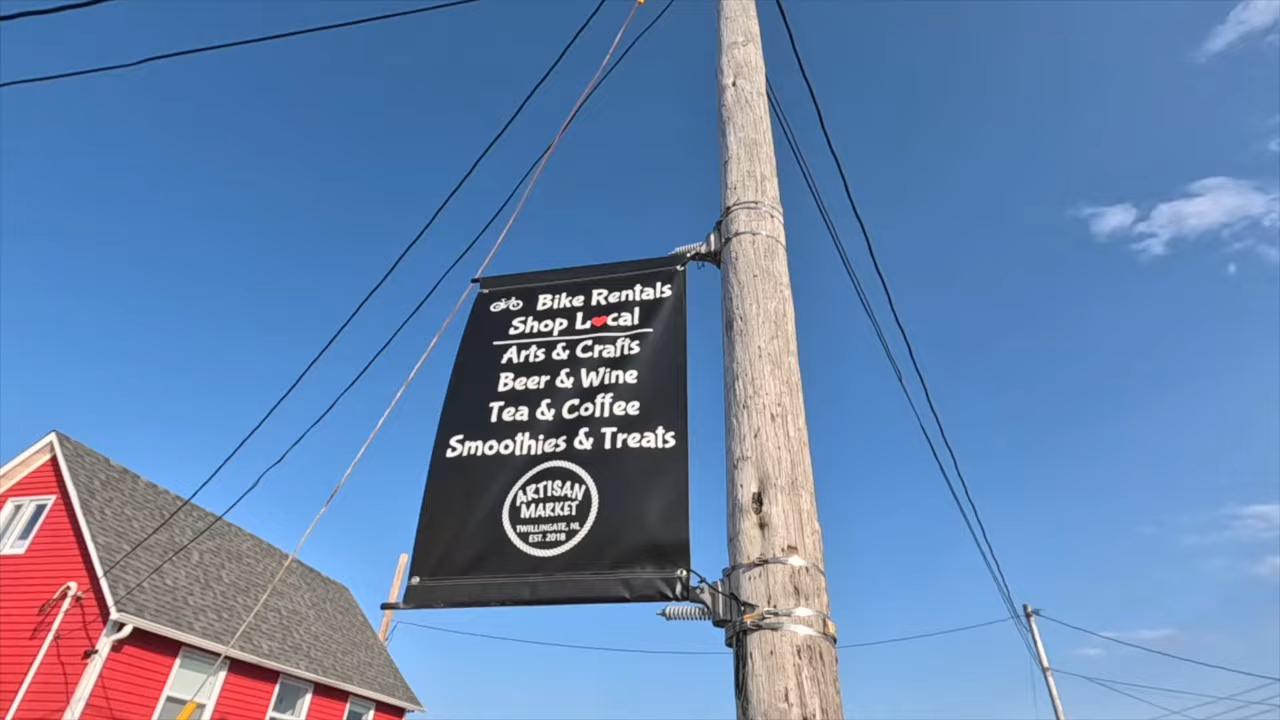 Bike Rentals
Shop Local
Arts & Crafts
Beer & Wine
Tea & Coffee
Smoothies & Treats
ARTISAN
MARKET
TWILLINGATE, NL
EST. 2018